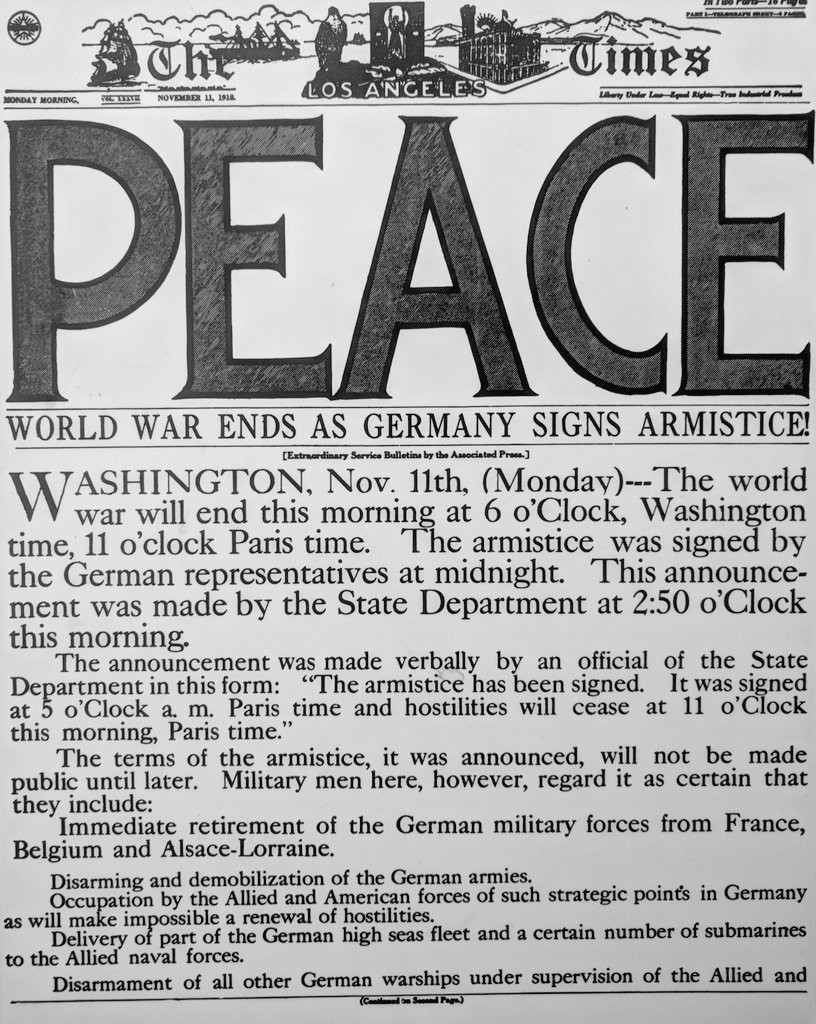 In Two Parts—16 Pages
PART I—TELEGRAPH SHEET—8 PAGES.
The Times
LOS ANGELES
MONDAY MORNING, VOL. XXXVII. NOVEMBER 11, 1918. Liberty Under Law—Equal Rights—True Industrial Freedom
PEACE
WORLD WAR ENDS AS GERMANY SIGNS ARMISTICE!
[Extraordinary Service Bulletins by the Associated Press.]
WASHINGTON, Nov. 11th, (Monday)---The world
war will end this morning at 6 o'Clock, Washington
time, 11 o'clock Paris time. The armistice was signed by
the German representatives at midnight. This announce-
ment was made by the State Department at 2:50 o'Clock
this morning.
The announcement was made verbally by an official of the State
Department in this form: "The armistice has been signed. It was signed
at 5 o'Clock a. m. Paris time and hostilities will cease at 11 o'Clock
this morning, Paris time."
The terms of the armistice, it was announced, will not be made
public until later. Military men here, however, regard it as certain that
they include:
Immediate retirement of the German military forces from France,
Belgium and Alsace-Lorraine.
Disarming and demobilization of the German armies.
Occupation by the Allied and American forces of such strategic points in Germany
as will make impossible a renewal of hostilities.
Delivery of part of the German high seas fleet and a certain number of submarines
to the Allied naval forces.
Disarmament of all other German warships under supervision of the Allied and
(Continued on Second Page.)